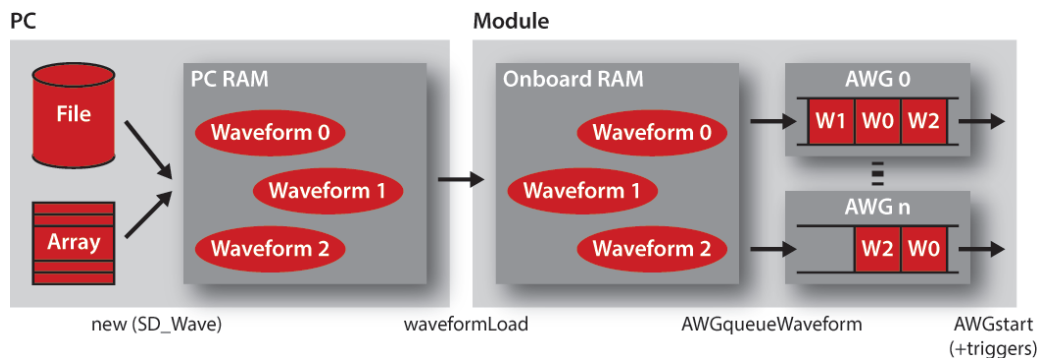 PC
Module
File
Array
PC RAM
Waveform 0
Waveform 1
Waveform 2
Onboard RAM
Waveform 0
Waveform 1
Waveform 2
AWG 0
W1 W0 W2
AWG n
W2 W0
new (SD_Wave)
waveformLoad
AWGqueueWaveform
AWGstart
(+triggers)